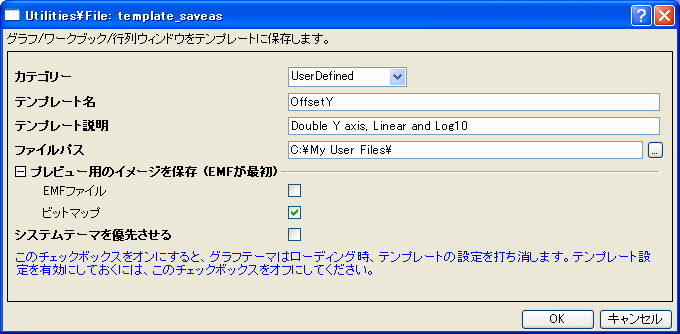 Utilities¥File: template_saveas
グラフ/ワークブック/行列ウィンドウをテンプレートに保存します。
カテゴリー UserDefined
テンプレート名 OffsetY
テンプレート説明 Double Y axis, Linear and Log10
ファイルパス C:¥My User Files¥ ...
プレビュー用のイメージを保存（EMFが最初）
EMFファイル
ビットマップ
システムテーマを優先させる
このチェックボックスをオンにすると、グラフテーマはローディング時、テンプレートの設定を打ち消します。テンプレート設
定を有効にしておくには、このチェックボックスをオフにしてください。
OK キャンセル